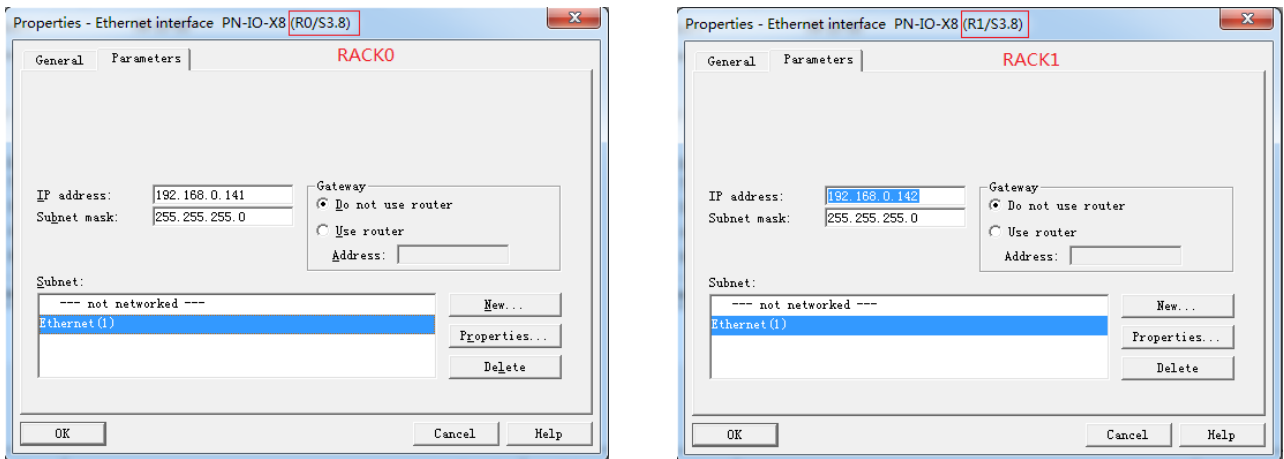 Properties - Ethernet interface PN-IO-X8 (R0/S3.8)
General Parameters
RACK0
IP address: 192.168.0.141
Subnet mask: 255.255.255.0
Gateway
Do not use router
Use router
Address:
Subnet:
--- not networked ---
Ethernet(1)
New...
Properties...
Delete
OK Cancel Help
Properties - Ethernet interface PN-IO-X8 (R1/S3.8)
General Parameters
RACK1
IP address: 192.168.0.142
Subnet mask: 255.255.255.0
Gateway
Do not use router
Use router
Address:
Subnet:
--- not networked ---
Ethernet(1)
New...
Properties...
Delete
OK Cancel Help